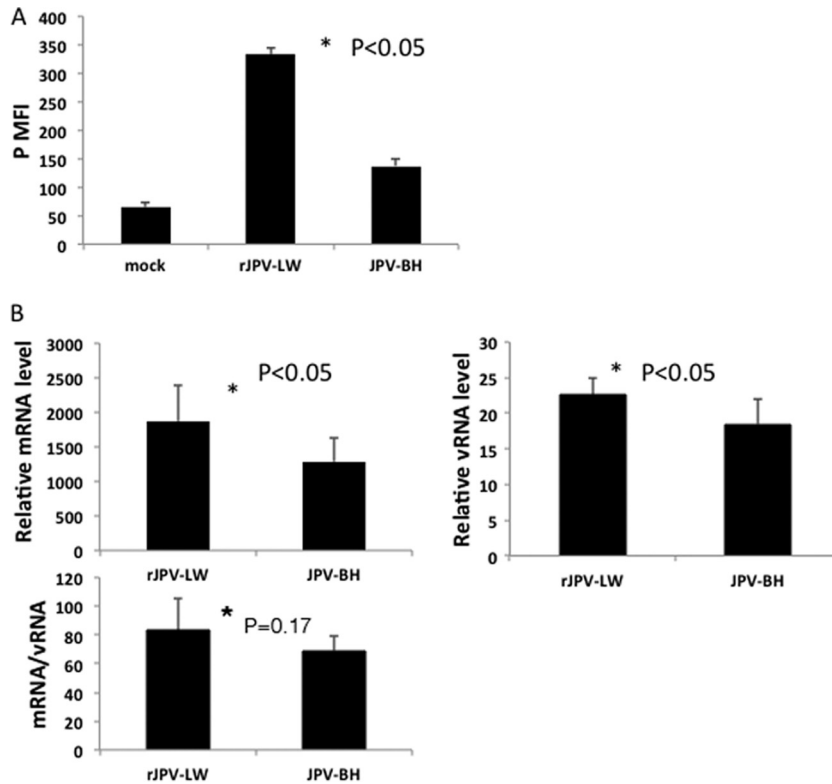 A
400
350
300
250
200
150
100
50
0
P MFI
* P<0.05
mock rJPV-LW JPV-BH
B
3000
2500
2000
1500
1000
500
0
Relative mRNA level
* P<0.05
rJPV-LW JPV-BH
30
25
20
15
10
5
0
Relative vRNA level
* P<0.05
rJPV-LW JPV-BH
120
100
80
60
40
20
0
mRNA/vRNA
* P=0.17
rJPV-LW JPV-BH